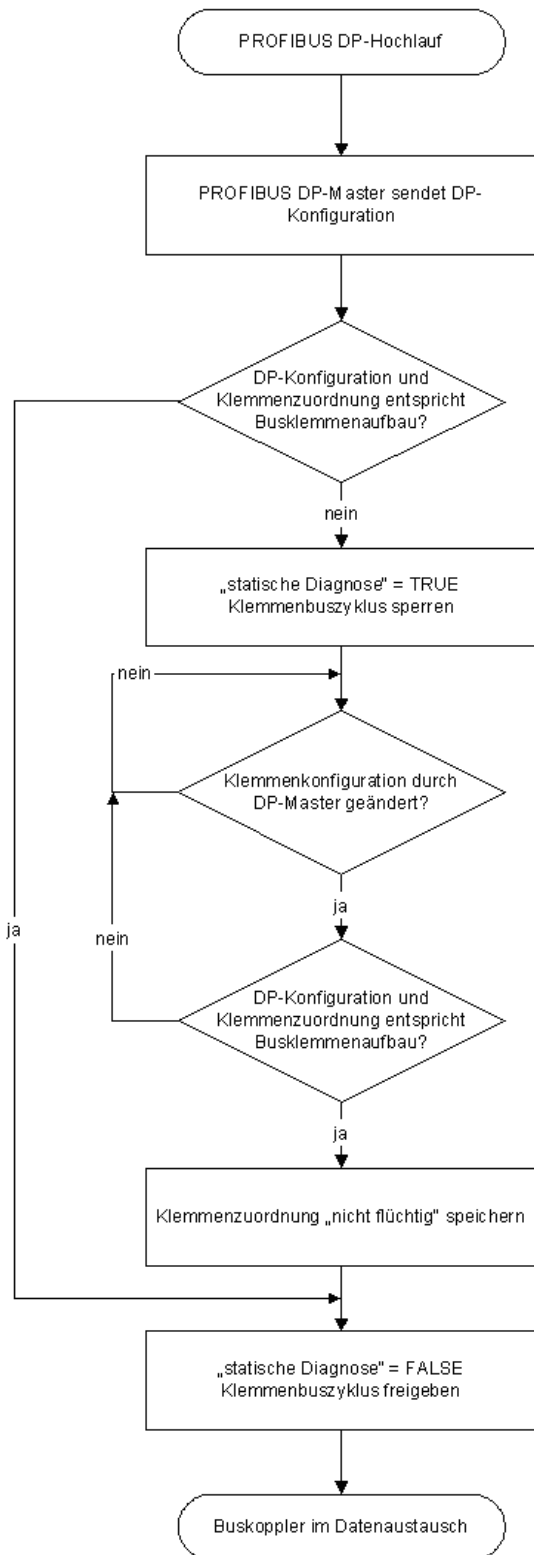 PROFIBUS DP-Hochlauf
PROFIBUS DP-Master sendet DP-
Konfiguration
DP-Konfiguration und
Klemmenzuordnung entspricht
Busklemmenaufbau?
nein
„statische Diagnose" = TRUE
Klemmenbuszyklus sperren
nein
Klemmenkonfiguration durch
DP-Master geändert?
ja
ja
nein
DP-Konfiguration und
Klemmenzuordnung entspricht
Busklemmenaufbau?
ja
Klemmenzuordnung „nicht flüchtig" speichern
„statische Diagnose" = FALSE
Klemmenbuszyklus freigeben
Buskoppler im Datenaustausch